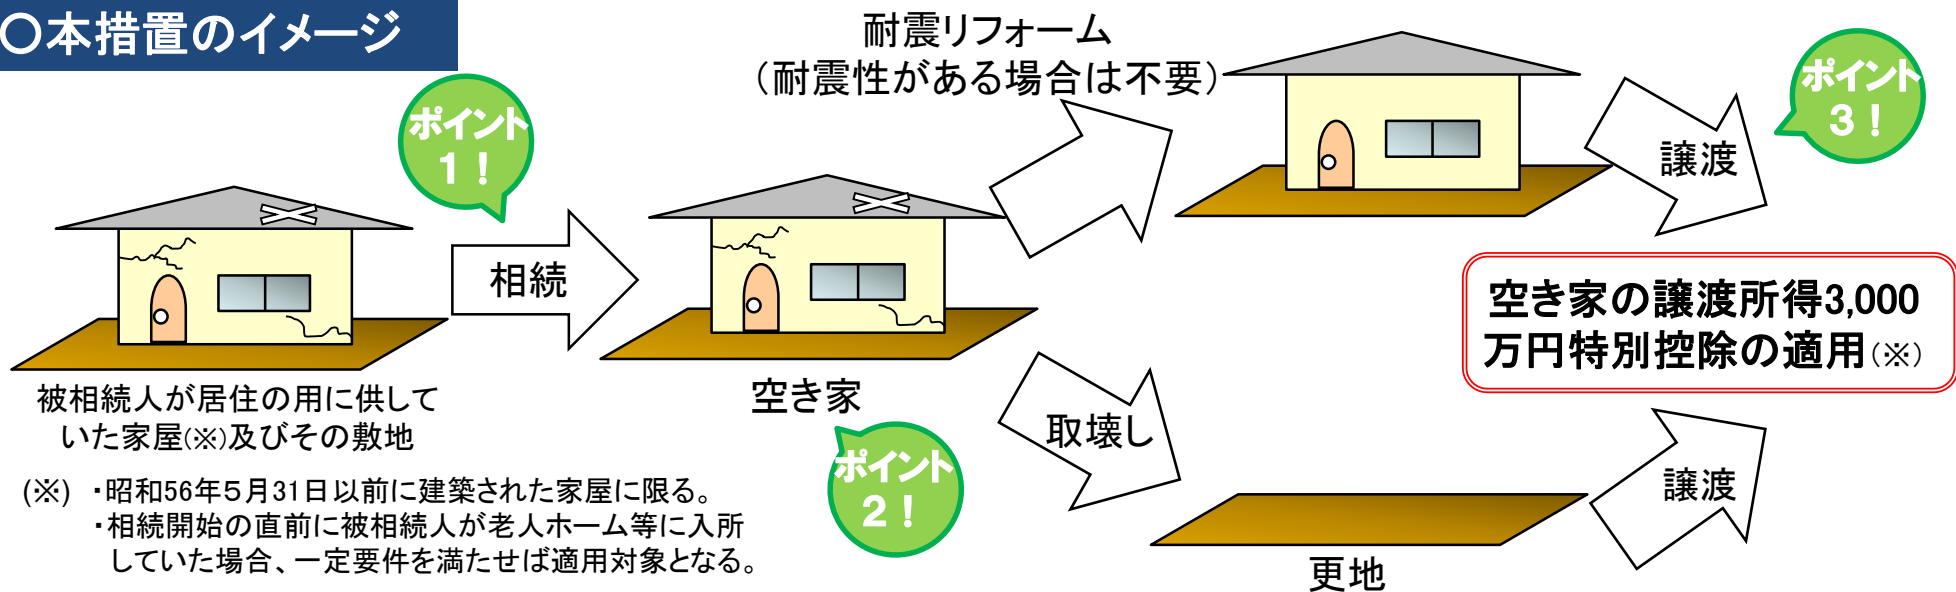 〇本措置のイメージ
耐震リフォーム
（耐震性がある場合は不要）
ポイント
１！
相続
被相続人が居住の用に供して
いた家屋(※)及びその敷地
(※) ・昭和56年５月31日以前に建築された家屋に限る。
・相続開始の直前に被相続人が老人ホーム等に入所
していた場合、一定要件を満たせば適用対象となる。
空き家
ポイント
２！
取壊し
更地
譲渡
ポイント
３！
空き家の譲渡所得3,000
万円特別控除の適用(※)
譲渡